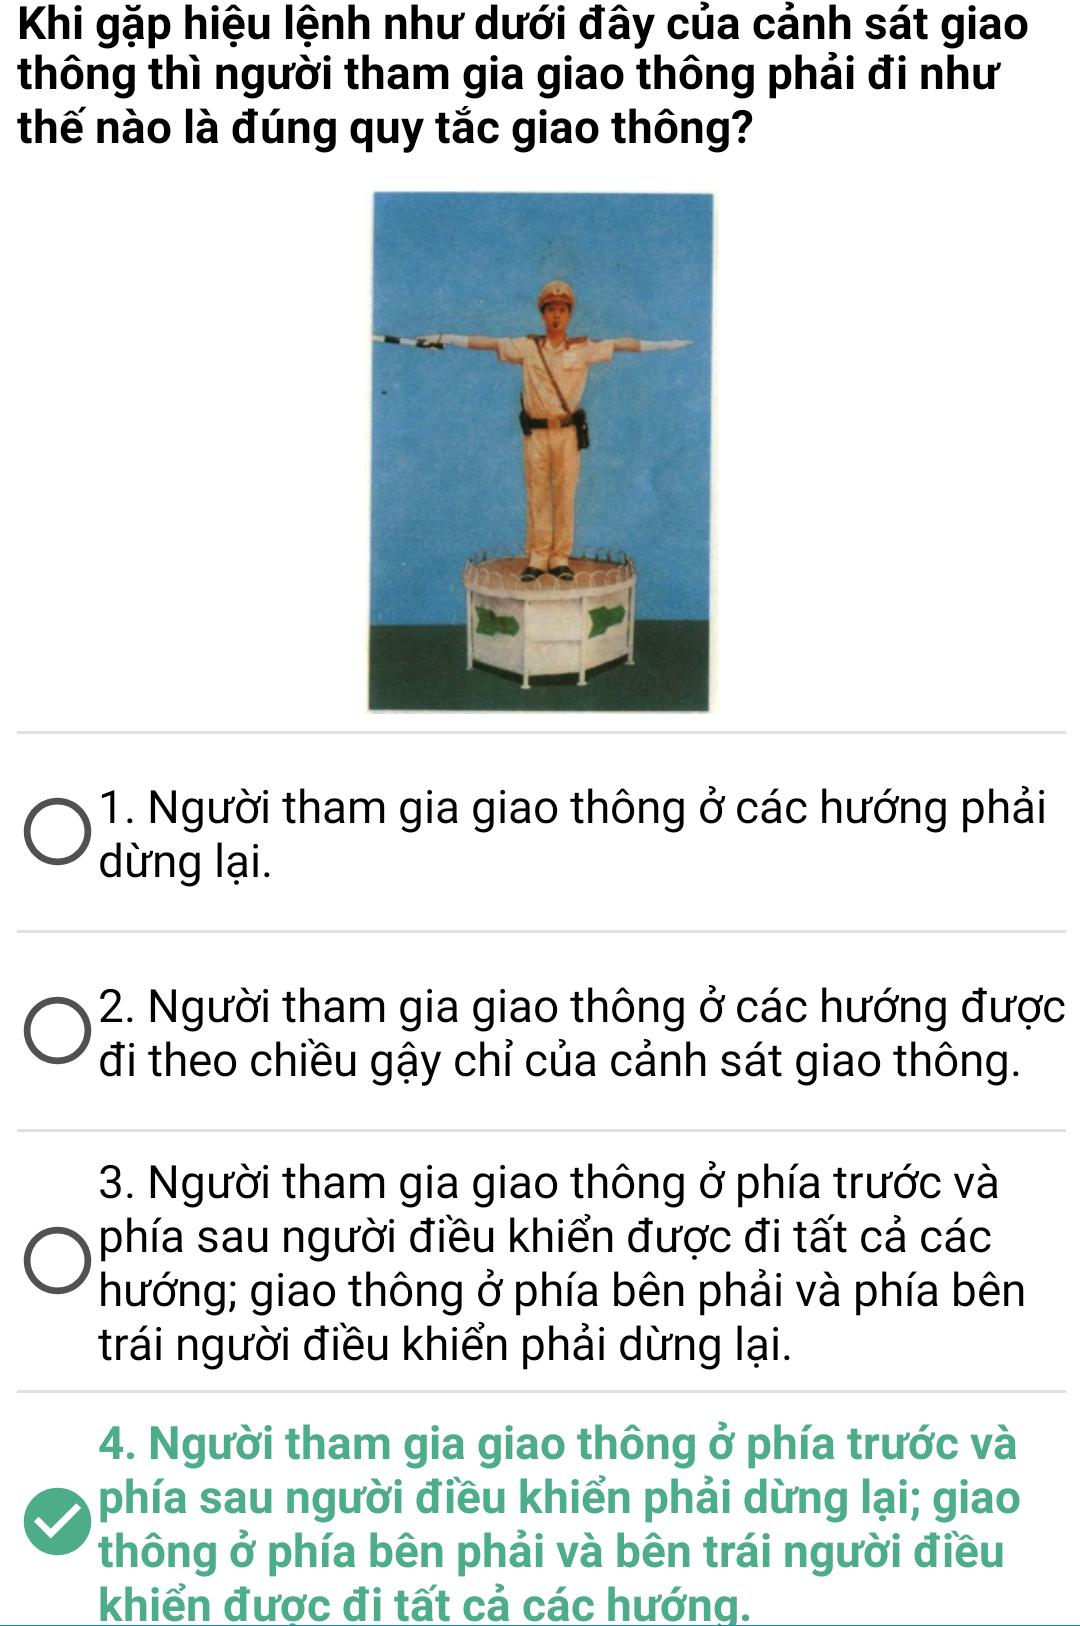 Khi gặp hiệu lệnh như dưới đây của cảnh sát giao
thông thì người tham gia giao thông phải đi như
thế nào là đúng quy tắc giao thông?
1. Người tham gia giao thông ở các hướng phải
dừng lại.
2. Người tham gia giao thông ở các hướng được
đi theo chiều gậy chỉ của cảnh sát giao thông.
3. Người tham gia giao thông ở phía trước và
phía sau người điều khiển được đi tất cả các
hướng; giao thông ở phía bên phải và phía bên
trái người điều khiển phải dừng lại.
4. Người tham gia giao thông ở phía trước và
phía sau người điều khiển phải dừng lại; giao
thông ở phía bên phải và bên trái người điều
khiển được đi tất cả các hướng.